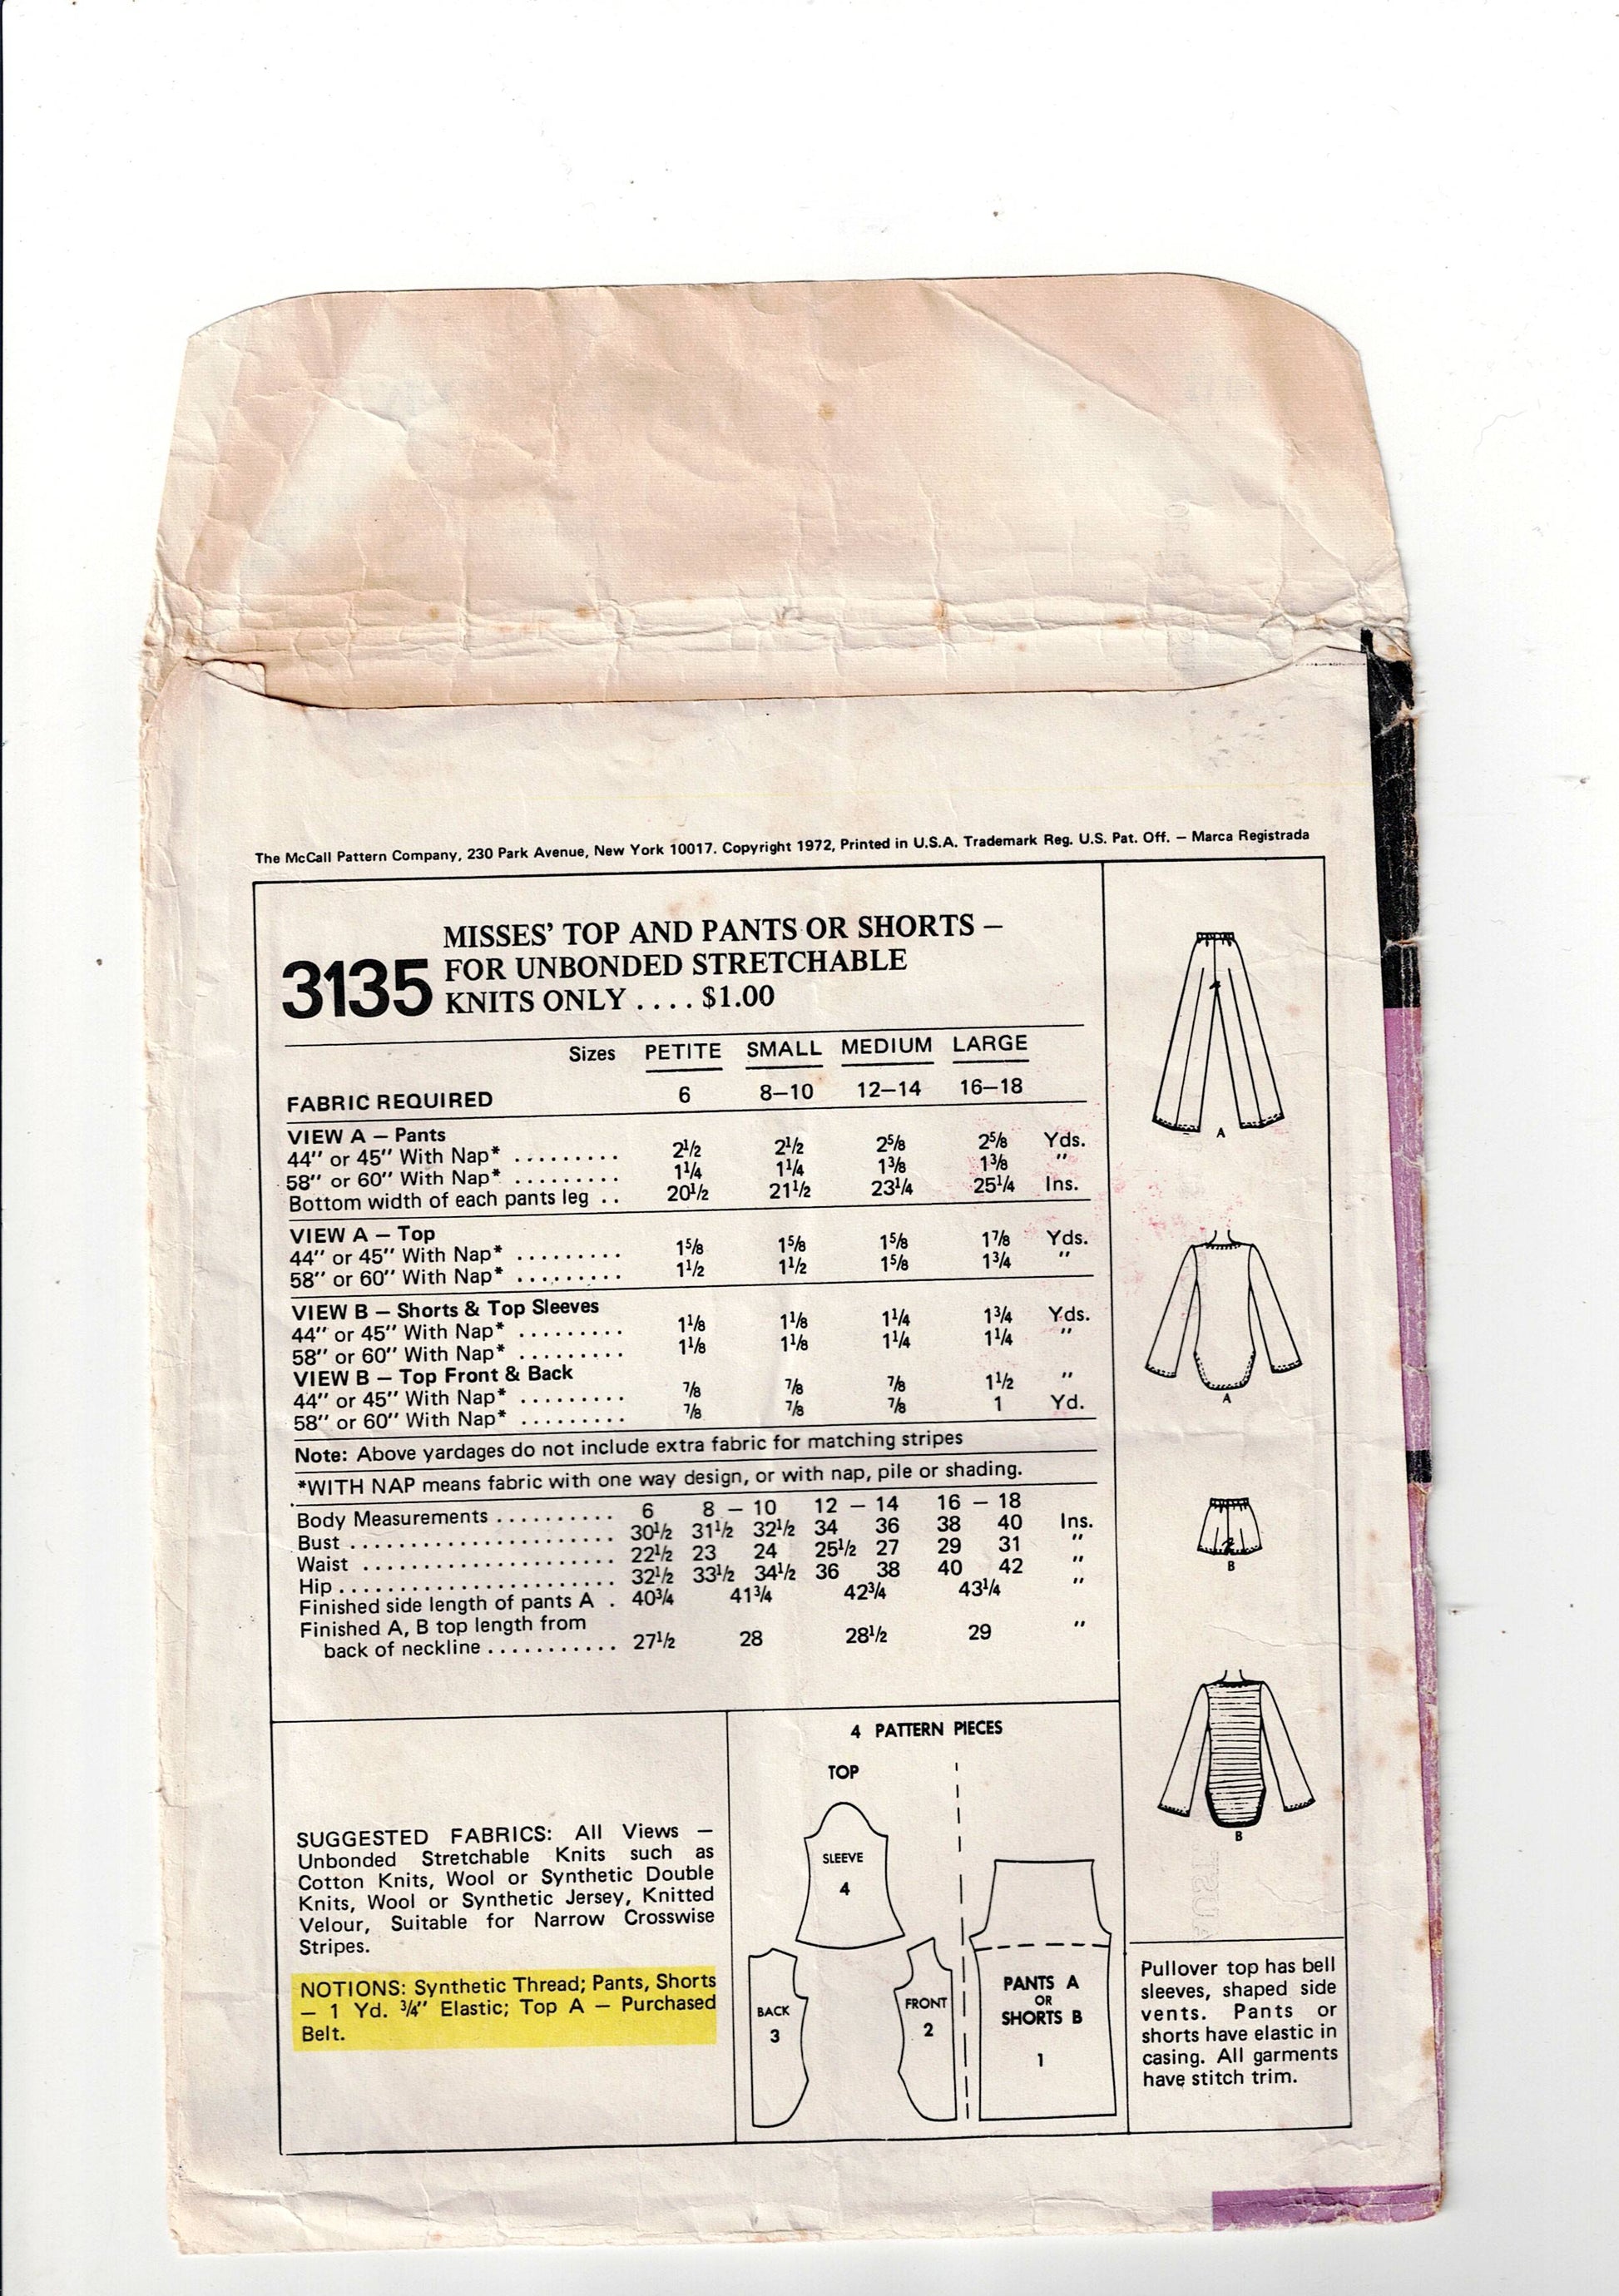 The McCall Pattern Company, 230 Park Avenue, New York 10017. Copyright 1972, Printed in U.S.A. Trademark Reg. U.S. Pat. Off. — Marca Registrada
3135
MISSES' TOP AND PANTS OR SHORTS —
FOR UNBONDED STRETCHABLE
KNITS ONLY .... $1.00
Sizes PETITE SMALL MEDIUM LARGE
FABRIC REQUIRED 6 8–10 12–14 16–18
VIEW A — Pants
44" or 45" With Nap* ......... 2½ 2½ 2⅝ 2⅝ Yds.
58" or 60" With Nap* ......... 1¼ 1¼ 1⅜ 1⅜ "
Bottom width of each pants leg .. 20½ 21½ 23¼ 25¼ Ins.
VIEW A — Top
44" or 45" With Nap* ......... 1⅝ 1⅝ 1⅝ 1⅞ Yds.
58" or 60" With Nap* ......... 1½ 1½ 1⅝ 1¾ "
VIEW B — Shorts & Top Sleeves
44" or 45" With Nap* ......... 1⅛ 1⅛ 1¼ 1¾ Yds.
58" or 60" With Nap* ......... 1⅛ 1⅛ 1¼ 1¼ "
VIEW B — Top Front & Back
44" or 45" With Nap* ......... ⅞ ⅞ ⅞ 1½ "
58" or 60" With Nap* ......... ⅞ ⅞ ⅞ 1 Yd.
Note: Above yardages do not include extra fabric for matching stripes
*WITH NAP means fabric with one way design, or with nap, pile or shading.
Body Measurements .......... 6 8 – 10 12 – 14 16 – 18
Bust ....................... 30½ 31½ 32½ 34 36 38 40 Ins.
Waist ...................... 22½ 23 24 25½ 27 29 31 "
Hip ........................ 32½ 33½ 34½ 36 38 40 42 "
Finished side length of pants A . 40¾ 41¾ 42¾ 43¼ "
Finished A, B top length from
back of neckline ........... 27½ 28 28½ 29 "
A
A
B
B
SUGGESTED FABRICS: All Views —
Unbonded Stretchable Knits such as
Cotton Knits, Wool or Synthetic Double
Knits, Wool or Synthetic Jersey, Knitted
Velour, Suitable for Narrow Crosswise
Stripes.
NOTIONS: Synthetic Thread; Pants, Shorts
— 1 Yd. ¾" Elastic; Top A — Purchased
Belt.
4 PATTERN PIECES
TOP
SLEEVE
4
BACK
3
FRONT
2
PANTS A
OR
SHORTS B
1
Pullover top has bell
sleeves, shaped side
vents. Pants or
shorts have elastic in
casing. All garments
have stitch trim.